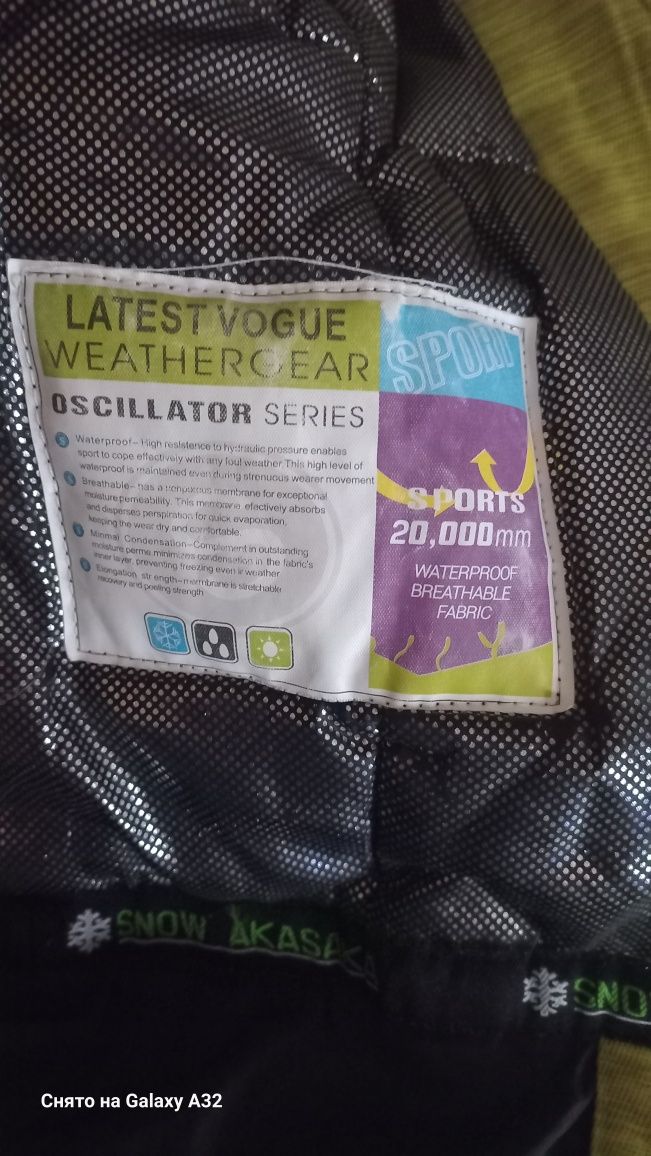 LATEST VOGUE
WEATHERGEAR
SPORT
OSCILLATOR SERIES
Waterproof– High resistence to hydraulic pressure enables
sport to cope effectively with any foul weather. This high level of
waterproof is maintained even during strenuous wearer movement
Breathable– has a nonporous membrane for exceptional
moisture permeability. This membrane effectively absorbs
and disperses perspiration for quick evaporation,
keeping the wear dry and comfortable.
Minmal Condensation–Complement in outstanding
moisture perme minimizes condensation in the fabric's
inner layer, preventing freezing even in weather
Elongation strength–membrane is stretchable
recovery and peeling strength
SPORTS
20,000mm
WATERPROOF
BREATHABLE
FABRIC
SNOW AKASAKA
SNO
Снято на Galaxy A32